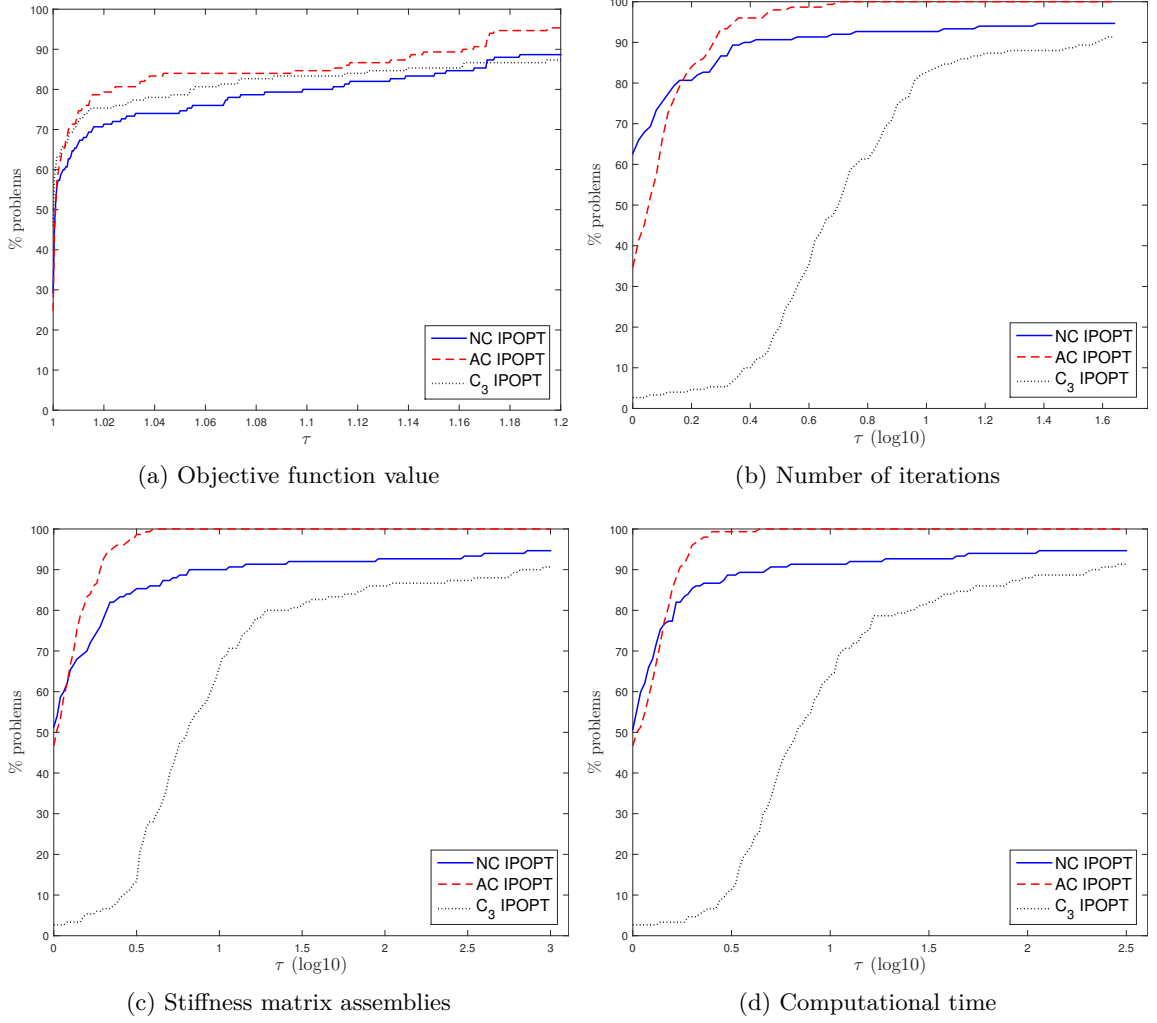 100
90
80
70
60
50
40
30
20
10
0
% problems
1 1.02 1.04 1.06 1.08 1.1 1.12 1.14 1.16 1.18 1.2
τ
NC IPOPT
AC IPOPT
C3 IPOPT
(a) Objective function value
100
90
80
70
60
50
40
30
20
10
0
% problems
0 0.2 0.4 0.6 0.8 1 1.2 1.4 1.6
τ (log10)
NC IPOPT
AC IPOPT
C3 IPOPT
(b) Number of iterations
100
90
80
70
60
50
40
30
20
10
0
% problems
0 0.5 1 1.5 2 2.5 3
τ (log10)
NC IPOPT
AC IPOPT
C3 IPOPT
(c) Stiffness matrix assemblies
100
90
80
70
60
50
40
30
20
10
0
% problems
0 0.5 1 1.5 2 2.5
τ (log10)
NC IPOPT
AC IPOPT
C3 IPOPT
(d) Computational time